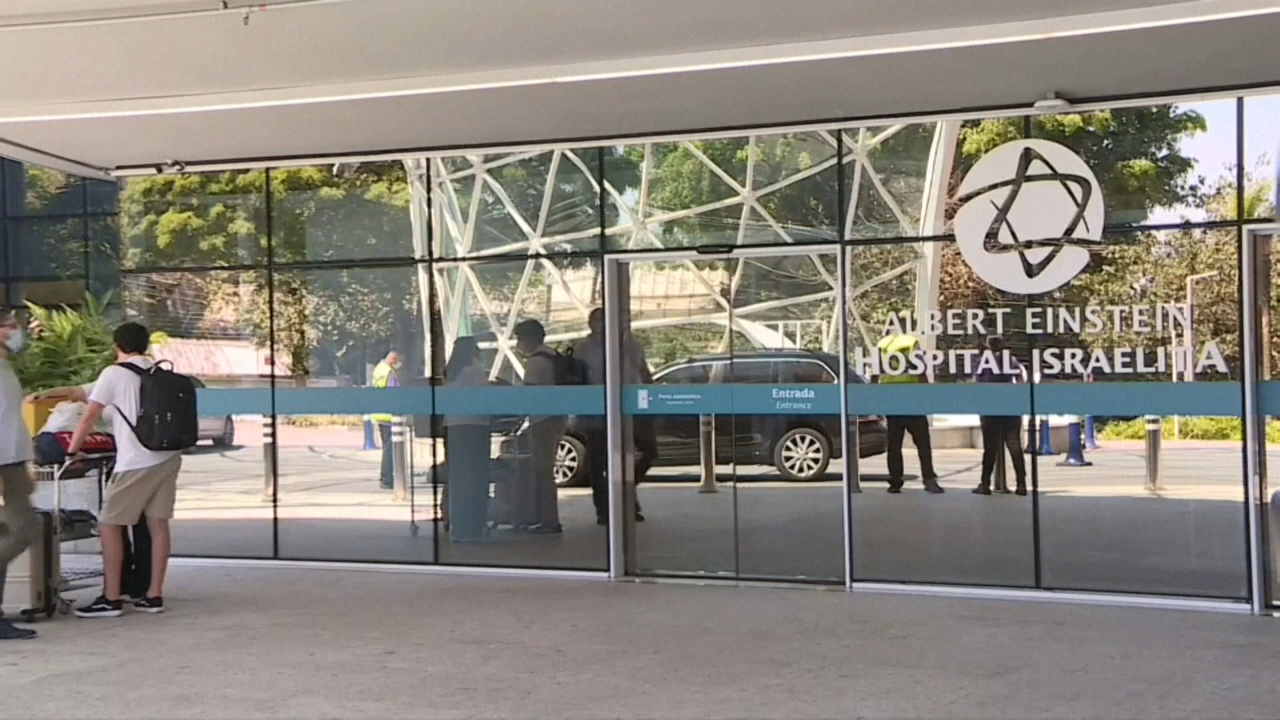 ALBERT EINSTEIN
HOSPITAL ISRAELITA
Porta automática
Entrada
Entrance